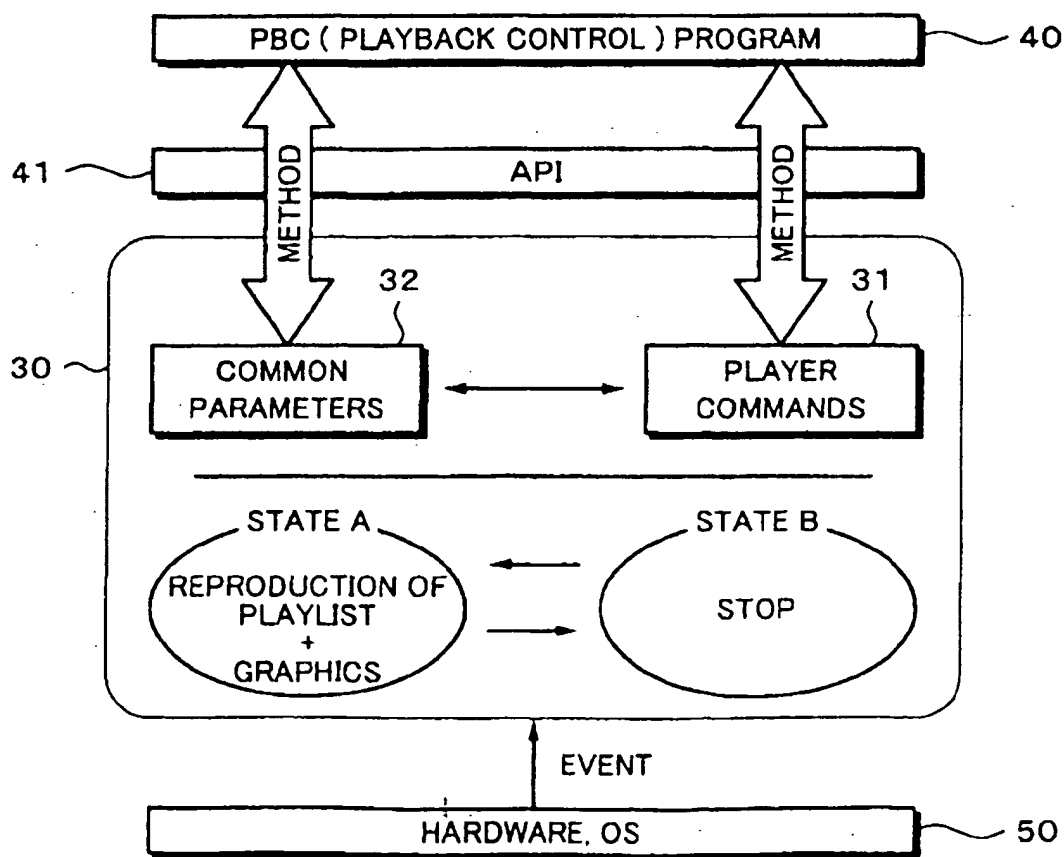 PBC ( PLAYBACK CONTROL ) PROGRAM
40
41
API
METHOD
METHOD
30
32
31
COMMON
PARAMETERS
PLAYER
COMMANDS
STATE A
STATE B
REPRODUCTION OF
PLAYLIST
+
GRAPHICS
STOP
EVENT
HARDWARE, OS
50